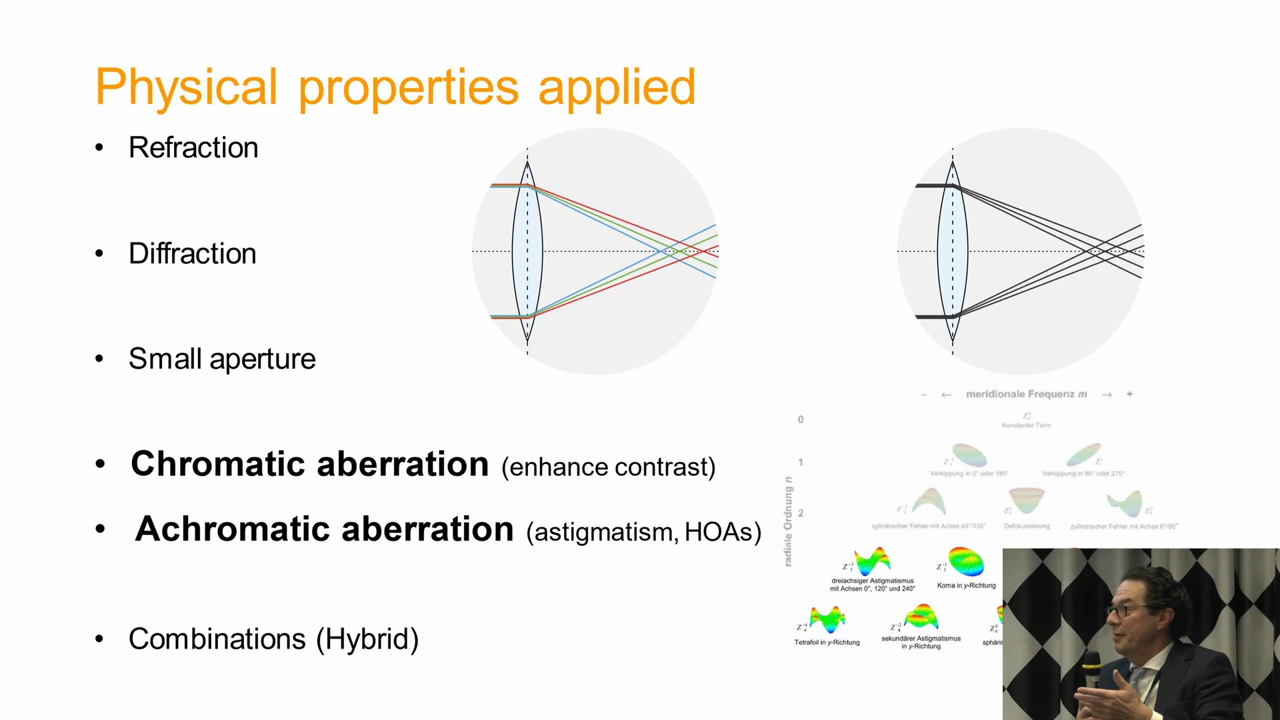 Physical properties applied
• Refraction
• Diffraction
• Small aperture
• Chromatic aberration (enhance contrast)
• Achromatic aberration (astigmatism, HOAs)
• Combinations (Hybrid)
− ← meridionale Frequenz m → +
radiale Ordnung n
0
Konstanter Term
1
Verkippung in 0° oder 180°
Verkippung in 90° oder 270°
2
zylindrischer Fehler mit Achse 45°/135°
Defokussierung
zylindrischer Fehler mit Achse 0°/90°
dreiachsiger Astigmatismus
mit Achsen 0°, 120° und 240°
Koma in y-Richtung
Tetrafoil in y-Richtung
sekundärer Astigmatismus
in y-Richtung